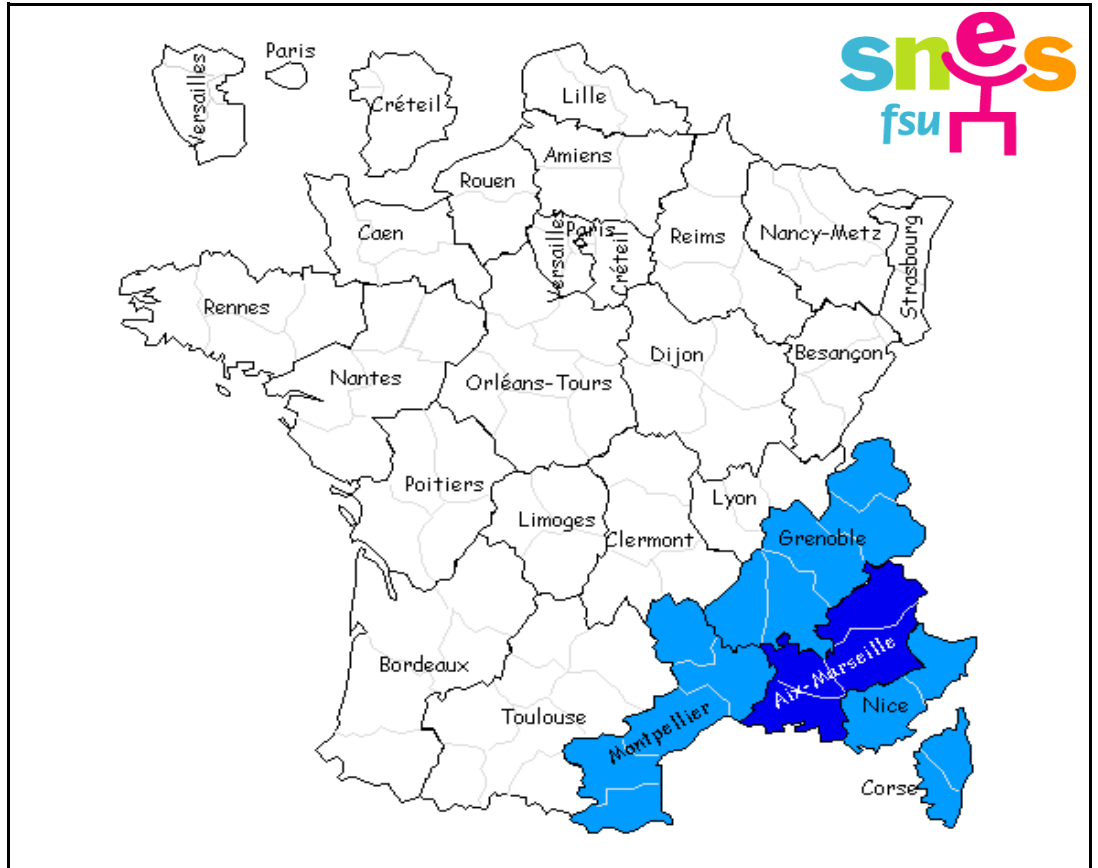 Paris
Versailles
Créteil
snes
fsu
Lille
Amiens
Rouen
Caen
Versailles
Paris
Créteil
Reims
Nancy-Metz
Strasbourg
Rennes
Nantes
Orléans-Tours
Dijon
Besançon
Poitiers
Limoges
Clermont
Lyon
Grenoble
Bordeaux
Toulouse
Montpellier
Aix-Marseille
Nice
Corse